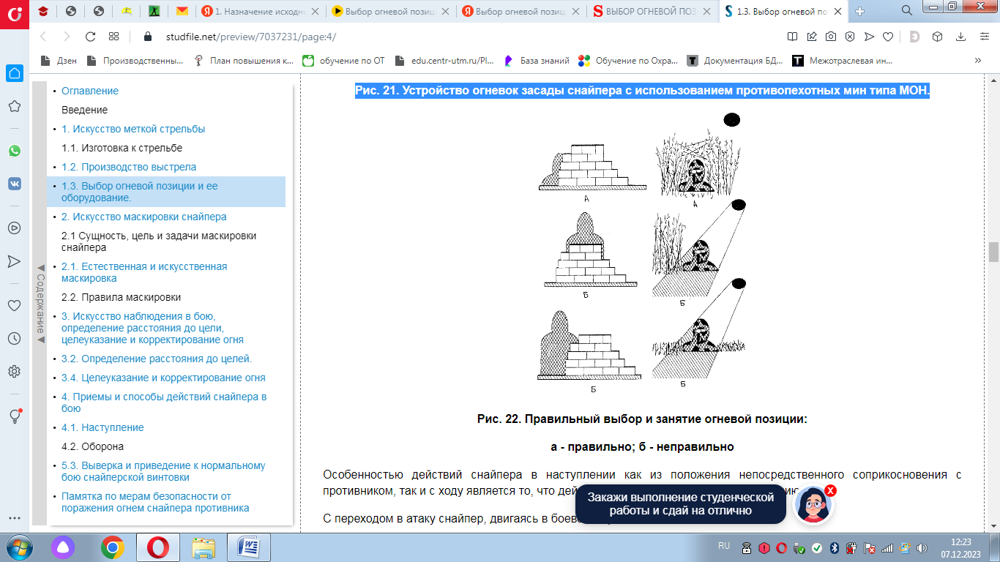 1. Назначение исходны
Выбор огневой позици
Выбор огневой позиц
ВЫБОР ОГНЕВОЙ ПОЗ
1.3. Выбор огневой по
studfile.net/preview/7037231/page:4/
Дзен
Производственны...
План повышения к...
обучение по ОТ
edu.centr-utm.ru/Pl...
База знаний
Обучение по Охра...
Документация БД...
Межотраслевая ин...
»
◀ Содержание ◀
Оглавление
Введение
1. Искусство меткой стрельбы
1.1. Изготовка к стрельбе
1.2. Производство выстрела
1.3. Выбор огневой позиции и ее
оборудование.
2. Искусство маскировки снайпера
2.1 Сущность, цель и задачи маскировки
снайпера
2.1. Естественная и искусственная
маскировка
2.2. Правила маскировки
3. Искусство наблюдения в бою,
определение расстояния до цели,
целеуказание и корректирование огня
3.2. Определение расстояния до целей.
3.4. Целеуказание и корректирование огня
4. Приемы и способы действий снайпера в
бою
4.1. Наступление
4.2. Оборона
5.3. Выверка и приведение к нормальному
бою снайперской винтовки
Памятка по мерам безопасности от
поражения огнем снайпера противника
Рис. 21. Устройство огневок засады снайпера с использованием противопехотных мин типа МОН.
А
А
Б
Б
Б
Б
Рис. 22. Правильный выбор и занятие огневой позиции:
а - правильно; б - неправильно
Особенностью действий снайпера в наступлении как из положения непосредственного соприкосновения с
противником, так и с ходу является то, что
С переходом в атаку снайпер, двигаясь в
Закажи выполнение студенческой
работы и сдай на отлично
X
RU
12:23
07.12.2023